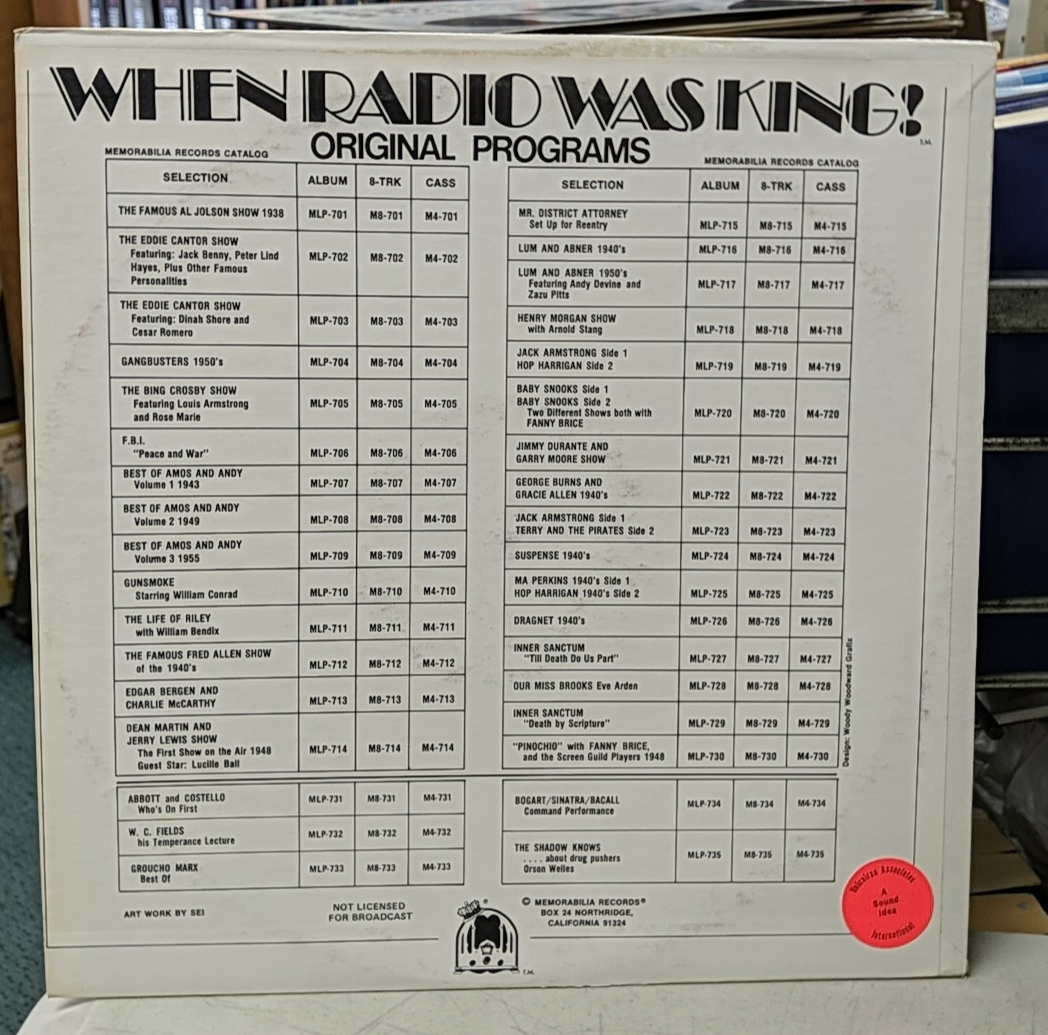 WHEN RADIO WAS KING!
T.M.
ORIGINAL PROGRAMS
MEMORABILIA RECORDS CATALOG
SELECTION ALBUM 8-TRK CASS
THE FAMOUS AL JOLSON SHOW 1938 MLP-701 M8-701 M4-701
THE EDDIE CANTOR SHOW
Featuring: Jack Benny, Peter Lind MLP-702 M8-702 M4-702
Hayes, Plus Other Famous
Personalities
THE EDDIE CANTOR SHOW
Featuring: Dinah Shore and MLP-703 M8-703 M4-703
Cesar Romero
GANGBUSTERS 1950's MLP-704 M8-704 M4-704
THE BING CROSBY SHOW
Featuring Louis Armstrong MLP-705 M8-705 M4-705
and Rose Marie
F.B.I.
"Peace and War" MLP-706 M8-706 M4-706
BEST OF AMOS AND ANDY
Volume 1 1943 MLP-707 M8-707 M4-707
BEST OF AMOS AND ANDY
Volume 2 1949 MLP-708 M8-708 M4-708
BEST OF AMOS AND ANDY
Volume 3 1955 MLP-709 M8-709 M4-709
GUNSMOKE
Starring William Conrad MLP-710 M8-710 M4-710
THE LIFE OF RILEY
with William Bendix MLP-711 M8-711 M4-711
THE FAMOUS FRED ALLEN SHOW
of the 1940's MLP-712 M8-712 M4-712
EDGAR BERGEN AND
CHARLIE McCARTHY MLP-713 M8-713 M4-713
DEAN MARTIN AND
JERRY LEWIS SHOW
The First Show on the Air 1948 MLP-714 M8-714 M4-714
Guest Star: Lucille Ball
ABBOTT and COSTELLO MLP-731 M8-731 M4-731
Who's On First
W. C. FIELDS MLP-732 M8-732 M4-732
his Temperance Lecture
GROUCHO MARX MLP-733 M8-733 M4-733
Best Of
MEMORABILIA RECORDS CATALOG
SELECTION ALBUM 8-TRK CASS
MR. DISTRICT ATTORNEY
Set Up for Reentry MLP-715 M8-715 M4-715
LUM AND ABNER 1940's MLP-716 M8-716 M4-716
LUM AND ABNER 1950's
Featuring Andy Devine and MLP-717 M8-717 M4-717
Zazu Pitts
HENRY MORGAN SHOW
with Arnold Stang MLP-718 M8-718 M4-718
JACK ARMSTRONG Side 1
HOP HARRIGAN Side 2 MLP-719 M8-719 M4-719
BABY SNOOKS Side 1
BABY SNOOKS Side 2
Two Different Shows both with MLP-720 M8-720 M4-720
FANNY BRICE
JIMMY DURANTE AND
GARRY MOORE SHOW MLP-721 M8-721 M4-721
GEORGE BURNS AND
GRACIE ALLEN 1940's MLP-722 M8-722 M4-722
JACK ARMSTRONG Side 1
TERRY AND THE PIRATES Side 2 MLP-723 M8-723 M4-723
SUSPENSE 1940's MLP-724 M8-724 M4-724
MA PERKINS 1940's Side 1
HOP HARRIGAN 1940's Side 2 MLP-725 M8-725 M4-725
DRAGNET 1940's MLP-726 M8-726 M4-726
INNER SANCTUM
"Till Death Do Us Part" MLP-727 M8-727 M4-727
OUR MISS BROOKS Eve Arden MLP-728 M8-728 M4-728
INNER SANCTUM
"Death by Scripture" MLP-729 M8-729 M4-729
"PINOCHIO" with FANNY BRICE,
and the Screen Guild Players 1948 MLP-730 M8-730 M4-730
BOGART/SINATRA/BACALL MLP-734 M8-734 M4-734
Command Performance
THE SHADOW KNOWS
.... about drug pushers MLP-735 M8-735 M4-735
Orson Welles
Design: Woody Woodward Grafix
ART WORK BY SEI
NOT LICENSED
FOR BROADCAST
T.M.
© MEMORABILIA RECORDS®
BOX 24 NORTHRIDGE,
CALIFORNIA 91324
Associates
A
Sound
Idea
International